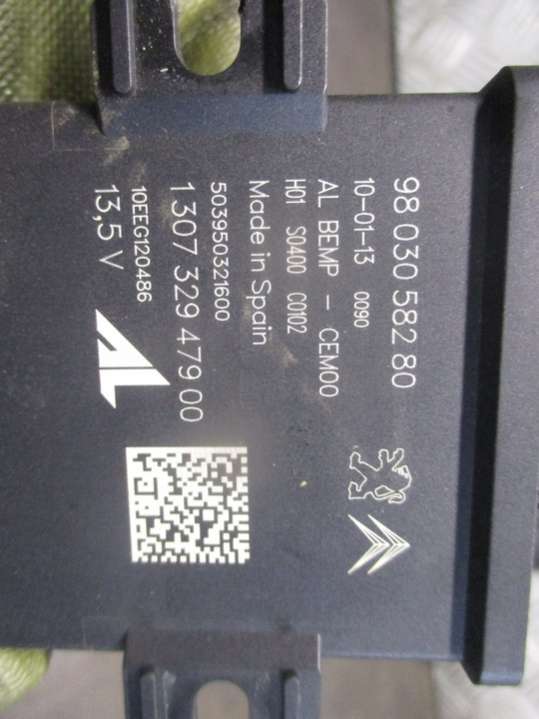 98 030 582 80
10-01-13 0090
AL BEMP - CEM00
H01 S0400 C0102
Made in Spain
503950321600
1 307 329 479 00
10EEG120486
13,5 V
AL